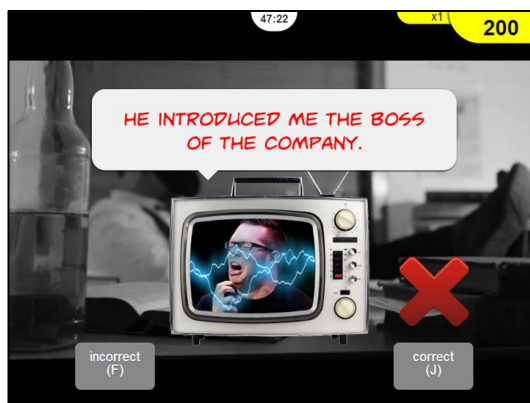 47:22
x1
200
HE INTRODUCED ME THE BOSS
OF THE COMPANY.
incorrect
(F)
correct
(J)